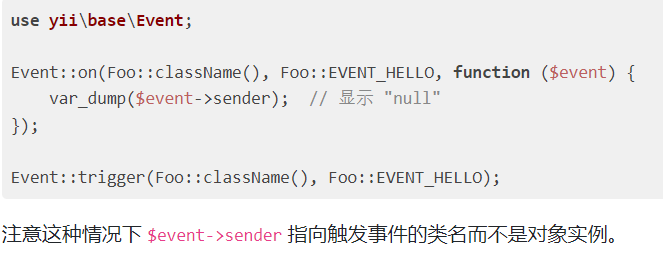 use yii\base\Event;
Event::on(Foo::className(), Foo::EVENT_HELLO, function ($event) {
    var_dump($event->sender);  // 显示 "null"
});
Event::trigger(Foo::className(), Foo::EVENT_HELLO);
注意这种情况下 $event->sender 指向触发事件的类名而不是对象实例。